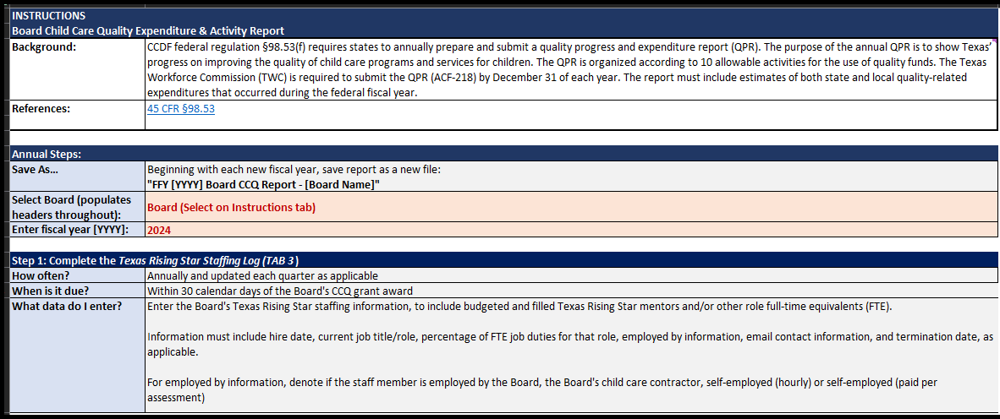 INSTRUCTIONS
Board Child Care Quality Expenditure & Activity Report
Background:
CCDF federal regulation §98.53(f) requires states to annually prepare and submit a quality progress and expenditure report (QPR). The purpose of the annual QPR is to show Texas'
progress on improving the quality of child care programs and services for children. The QPR is organized according to 10 allowable activities for the use of quality funds. The Texas
Workforce Commission (TWC) is required to submit the QPR (ACF-218) by December 31 of each year. The report must include estimates of both state and local quality-related
expenditures that occurred during the federal fiscal year.
References:
45 CFR §98.53
Annual Steps:
Save As...
Beginning with each new fiscal year, save report as a new file:
"FFY [YYYY] Board CCQ Report - [Board Name]"
Select Board (populates
headers throughout):
Board (Select on Instructions tab)
Enter fiscal year [YYYY]:
2024
Step 1: Complete the Texas Rising Star Staffing Log (TAB 3 )
How often?
Annually and updated each quarter as applicable
When is it due?
Within 30 calendar days of the Board's CCQ grant award
What data do I enter?
Enter the Board's Texas Rising Star staffing information, to include budgeted and filled Texas Rising Star mentors and/or other role full-time equivalents (FTE).
Information must include hire date, current job title/role, percentage of FTE job duties for that role, employed by information, email contact information, and termination date, as
applicable.
For employed by information, denote if the staff member is employed by the Board, the Board's child care contractor, self-employed (hourly) or self-employed (paid per
assessment)